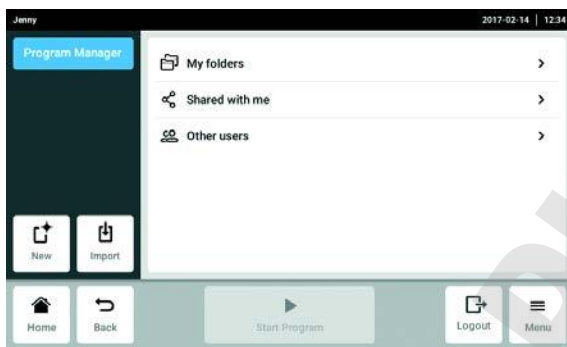 Jenny
2017-02-14 | 12:34
Program Manager
My folders
Shared with me
Other users
New
Import
Home
Back
Start Program
Logout
Menu